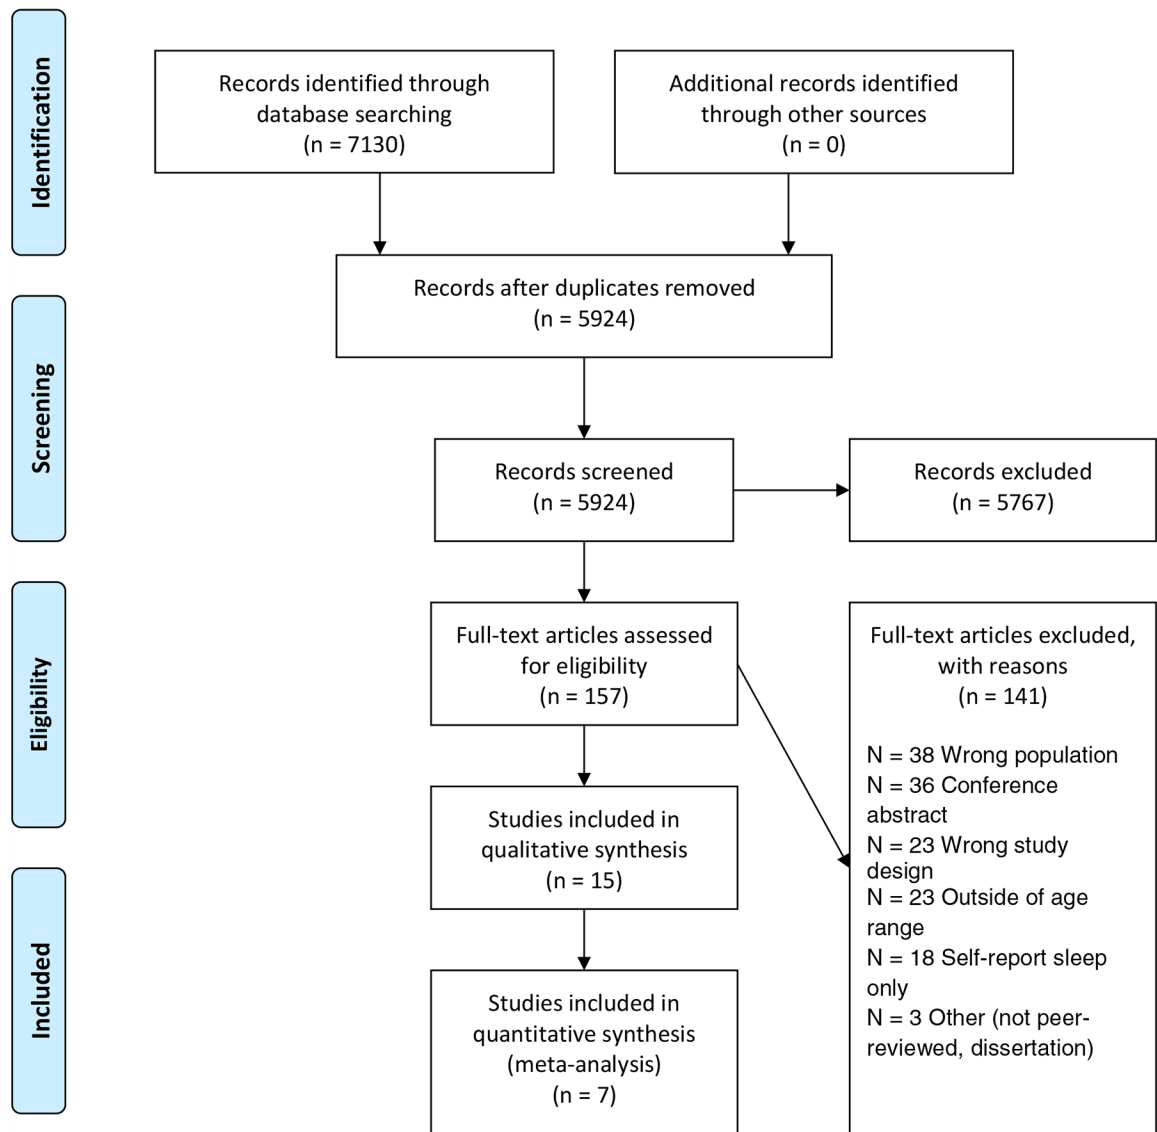 Identification
Records identified through
database searching
(n = 7130)
Additional records identified
through other sources
(n = 0)
Records after duplicates removed
(n = 5924)
Screening
Records screened
(n = 5924)
Records excluded
(n = 5767)
Eligibility
Full-text articles assessed
for eligibility
(n = 157)
Full-text articles excluded,
with reasons
(n = 141)
N = 38 Wrong population
N = 36 Conference
abstract
N = 23 Wrong study
design
N = 23 Outside of age
range
N = 18 Self-report sleep
only
N = 3 Other (not peer-
reviewed, dissertation)
Studies included in
qualitative synthesis
(n = 15)
Included
Studies included in
quantitative synthesis
(meta-analysis)
(n = 7)